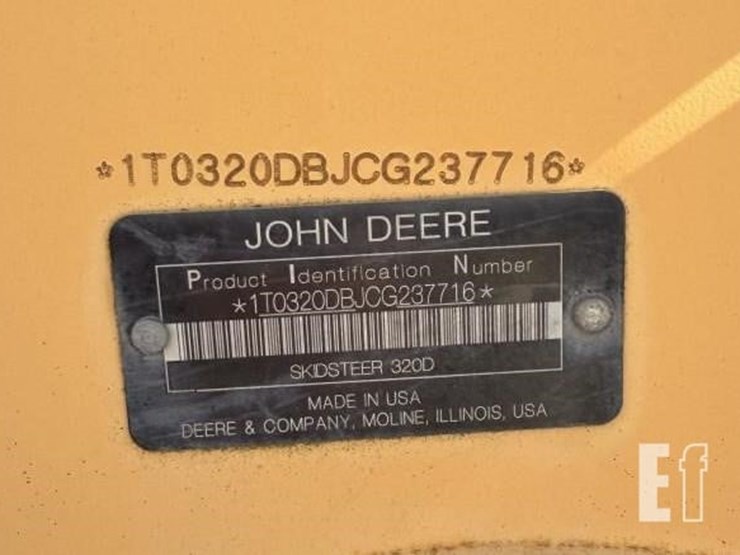 *1T0320DBJCG237716*
JOHN DEERE
Product Identification Number
*1T0320DBJCG237716*
SKIDSTEER 320D
MADE IN USA
DEERE & COMPANY, MOLINE, ILLINOIS, USA
Ef